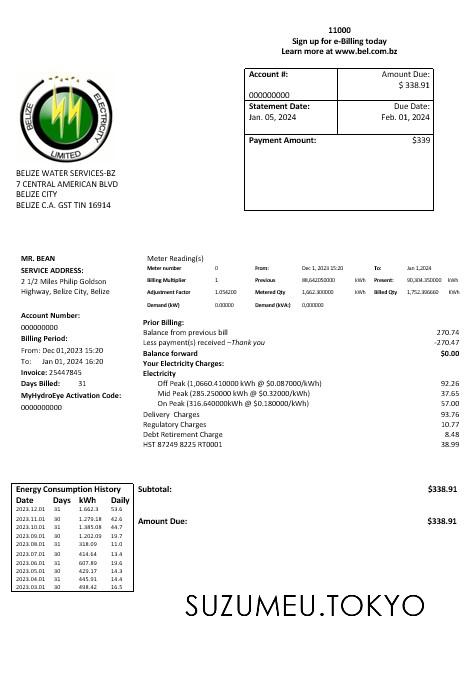 11000
Sign up for e-Billing today
Learn more at www.bel.com.bz
Account #:
000000000
Amount Due:
$ 338.91
Statement Date:
Jan. 05, 2024
Due Date:
Feb. 01, 2024
Payment Amount: $339
BELIZE ELECTRICITY LIMITED
BELIZE WATER SERVICES-BZ
7 CENTRAL AMERICAN BLVD
BELIZE CITY
BELIZE C.A. GST TIN 16914
MR. BEAN
SERVICE ADDRESS:
2 1/2 Miles Philip Goldson
Highway, Belize City, Belize
Account Number:
000000000
Billing Period:
From: Dec 01,2023 15:20
To: Jan 01, 2024 16:20
Invoice: 25447845
Days Billed: 31
MyHydroEye Activation Code:
0000000000
Meter Reading(s)
Meter number 0 From: Dec 1, 2023 15:20 To: Jan 1,2024
Billing Multiplier 1 Previous 88,642050000 kWh Present: 90,304.350000 kWh
Adjustment Factor 1.054200 Metered Qty 1,662.300000 kWh Billed Qty 1,752.396660 kWh
Demand (kW) 0.00000 Demand (kVA:) 0,000000
Prior Billing:
Balance from previous bill 270.74
Less payment(s) received –Thank you -270.47
Balance forward $0.00
Your Electricity Charges:
Electricity
Off Peak (1,0660.410000 kWh @ $0.087000/kWh) 92.26
Mid Peak (285.250000 kWh @ $0.32000/kWh) 37.65
On Peak (316.640000kWh @ $0.180000/kWh) 57.00
Delivery Charges 93.76
Regulatory Charges 10.77
Debt Retirement Charge 8.48
HST 87249 8225 RT0001 38.99
Energy Consumption History
Date Days kWh Daily
2023.12.01 31 1.662.3 53.6
2023.11.01 30 1.279.18 42.6
2023.10.01 31 1.385.08 44.7
2023.09.01 30 1.202.09 19.7
2023.08.01 31 318.09 11.0
2023.07.01 30 414.64 13.4
2023.06.01 31 607.89 19.6
2023.05.01 30 429.17 14.3
2023.04.01 31 445.91 14.4
2023.03.01 30 498.42 16.5
Subtotal: $338.91
Amount Due: $338.91
SUZUMEU.TOKYO